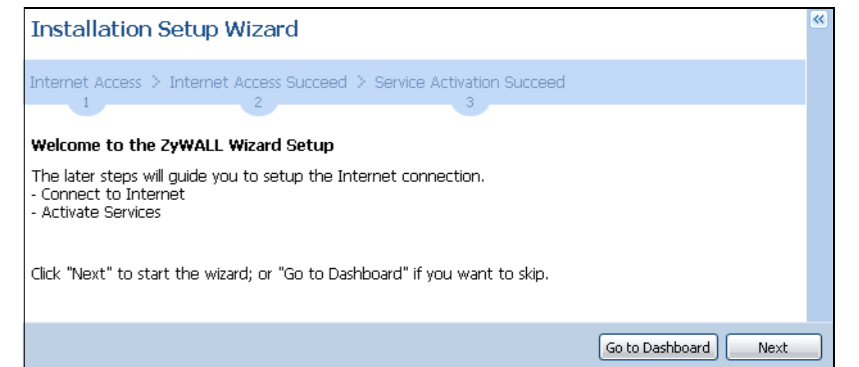 Installation Setup Wizard
«
Internet Access > Internet Access Succeed > Service Activation Succeed
1 2 3
Welcome to the ZyWALL Wizard Setup
The later steps will guide you to setup the Internet connection.
- Connect to Internet
- Activate Services
Click "Next" to start the wizard; or "Go to Dashboard" if you want to skip.
Go to Dashboard Next